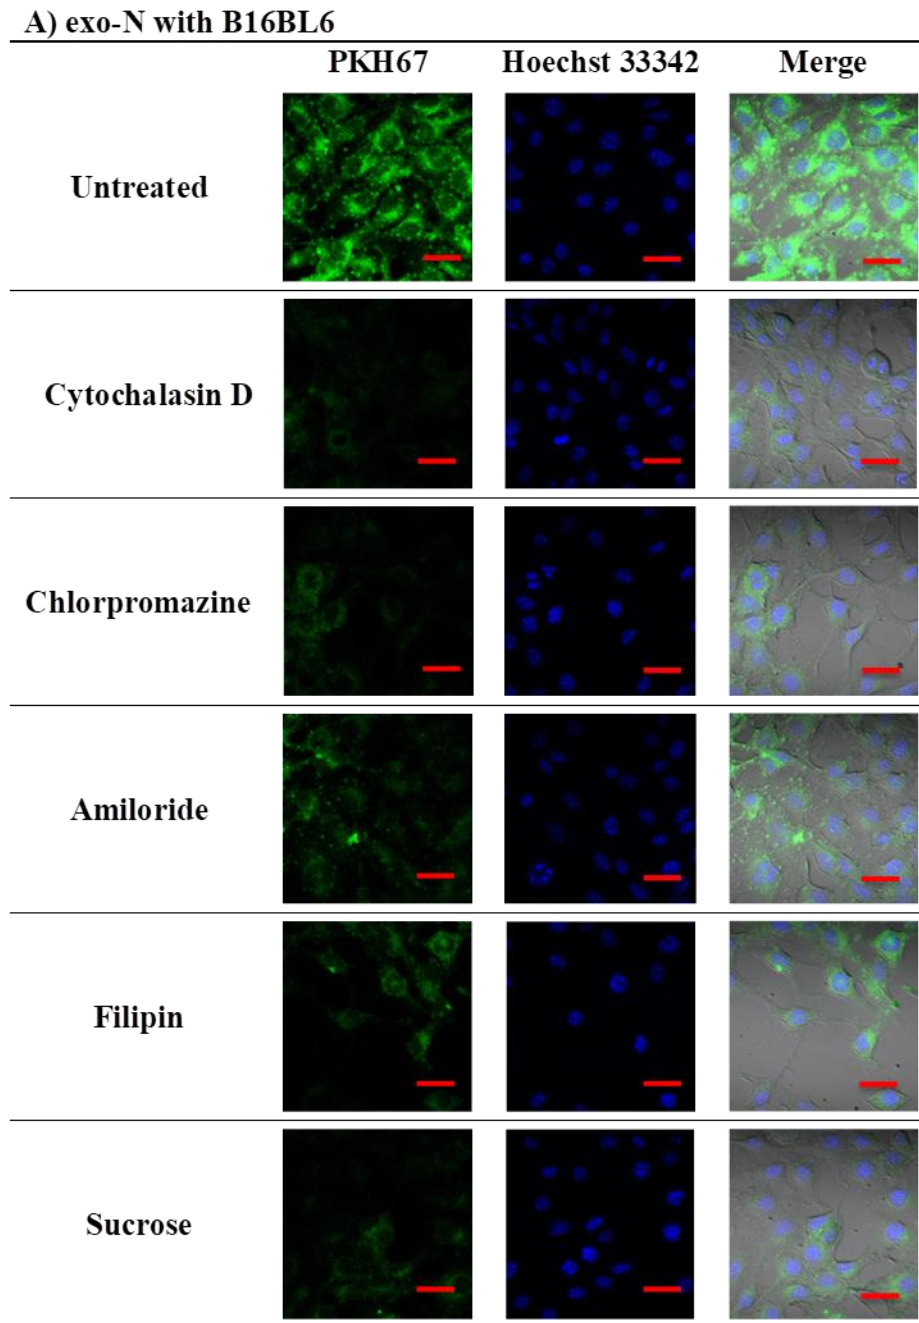 A) exo-N with B16BL6
PKH67 Hoechst 33342 Merge
Untreated
Cytochalasin D
Chlorpromazine
Amiloride
Filipin
Sucrose